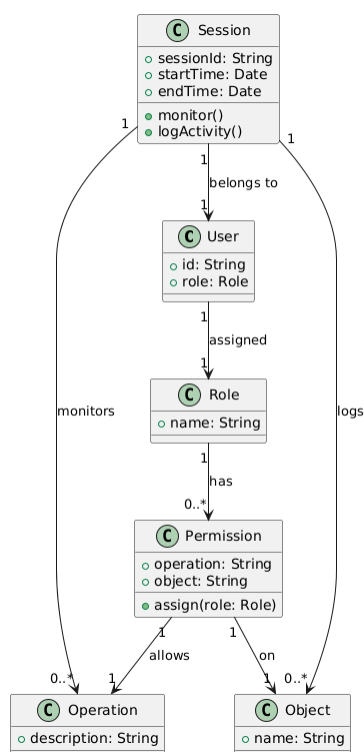 C Session
sessionId: String
startTime: Date
endTime: Date
monitor()
logActivity()
1
1
1
belongs to
1
C User
id: String
role: Role
1
assigned
1
C Role
name: String
monitors
logs
1
has
0..*
C Permission
operation: String
object: String
assign(role: Role)
1
1
allows
on
0..*
1
1
0..*
C Operation
description: String
C Object
name: String